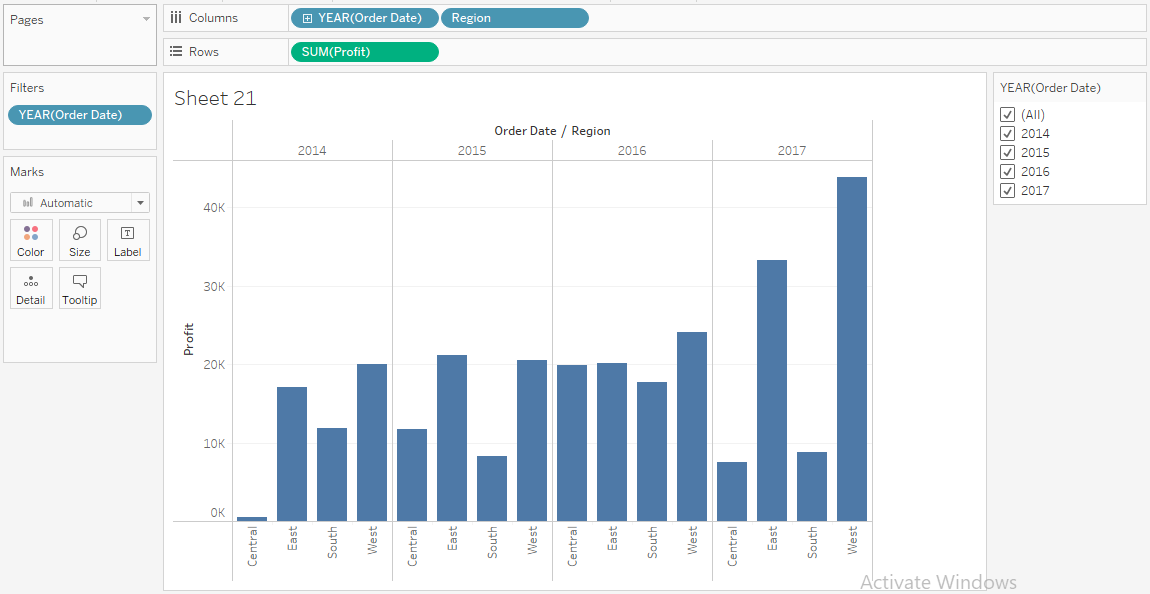 Pages
Columns
YEAR(Order Date)
Region
Rows
SUM(Profit)
Filters
YEAR(Order Date)
Marks
Automatic
Color
Size
Label
Detail
Tooltip
Sheet 21
Order Date / Region
2014
2015
2016
2017
Profit
40K
30K
20K
10K
0K
Central
East
South
West
Central
East
South
West
Central
East
South
West
Central
East
South
West
YEAR(Order Date)
(All)
2014
2015
2016
2017
Activate Windows